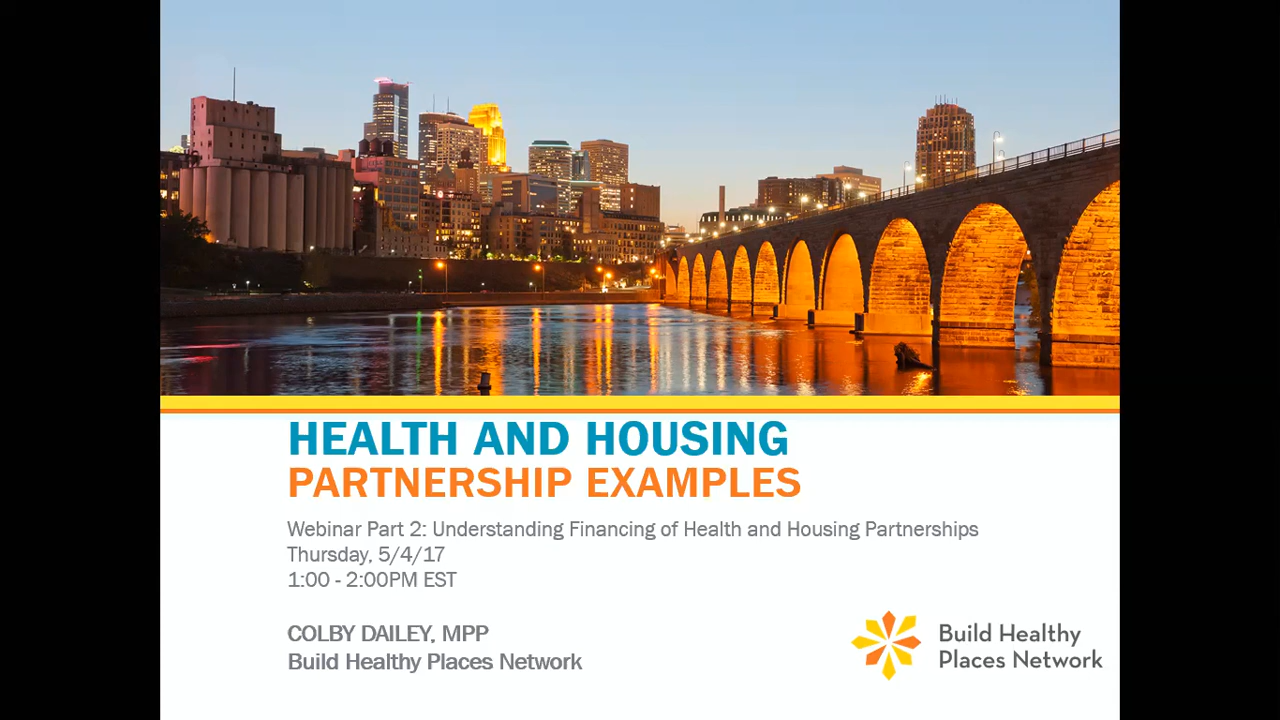 HEALTH AND HOUSING
PARTNERSHIP EXAMPLES
Webinar Part 2: Understanding Financing of Health and Housing Partnerships
Thursday, 5/4/17
1:00 - 2:00PM EST
COLBY DAILEY, MPP
Build Healthy Places Network
Build Healthy
Places Network